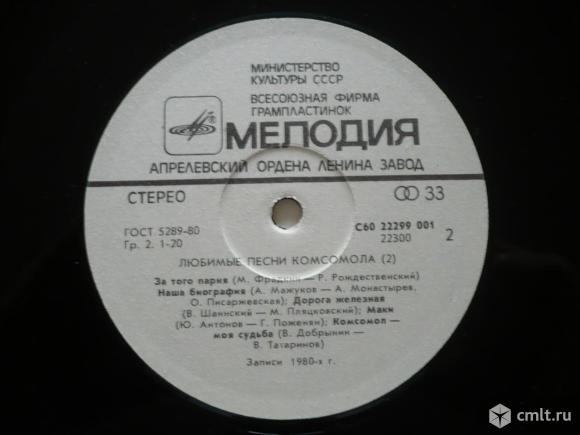 МИНИСТЕРСТВО
КУЛЬТУРЫ СССР
ВСЕСОЮЗНАЯ ФИРМА
ГРАМПЛАСТИНОК
МЕЛОДИЯ
АПРЕЛЕВСКИЙ ОРДЕНА ЛЕНИНА ЗАВОД
СТЕРЕО 33
ГОСТ 5289-80 С60 22299 001
Гр. 2. 1-20 22300 2
ЛЮБИМЫЕ ПЕСНИ КОМСОМОЛА (2)
За того парня (М. Фрадкин — Р. Рождественский)
Наша биография (А. Мажуков — А. Монастырев,
О. Писаржевская); Дорога железная
(В. Шаинский — М. Пляцковский); Маки
(Ю. Антонов — Г. Поженян); Комсомол —
моя судьба (В. Добрынин —
В. Татаринов)
Записи 1980-х г.
cmlt.ru